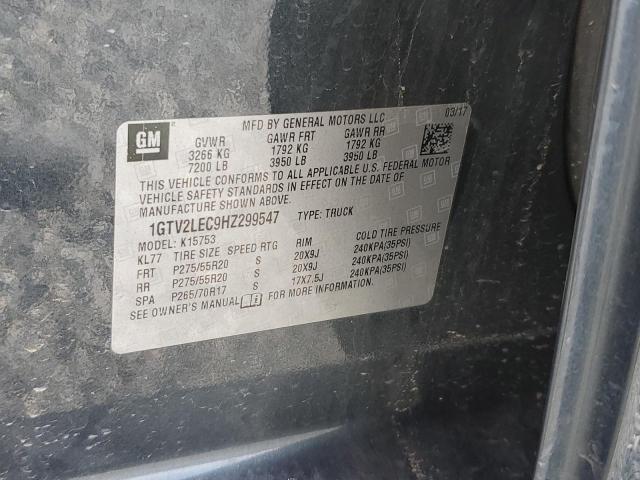 GM
MFD BY GENERAL MOTORS LLC 03/17
GVWR GAWR FRT GAWR RR
3266 KG 1792 KG 1792 KG
7200 LB 3950 LB 3950 LB
THIS VEHICLE CONFORMS TO ALL APPLICABLE U.S. FEDERAL MOTOR
VEHICLE SAFETY STANDARDS IN EFFECT ON THE DATE OF
MANUFACTURE SHOWN ABOVE.
1GTV2LEC9HZ299547 TYPE: TRUCK
MODEL: K15753
KL77 TIRE SIZE SPEED RTG RIM COLD TIRE PRESSURE
FRT P275/55R20 S 20X9J 240KPA(35PSI)
RR P275/55R20 S 20X9J 240KPA(35PSI)
SPA P265/70R17 S 17X7.5J 240KPA(35PSI)
SEE OWNER'S MANUAL FOR MORE INFORMATION.